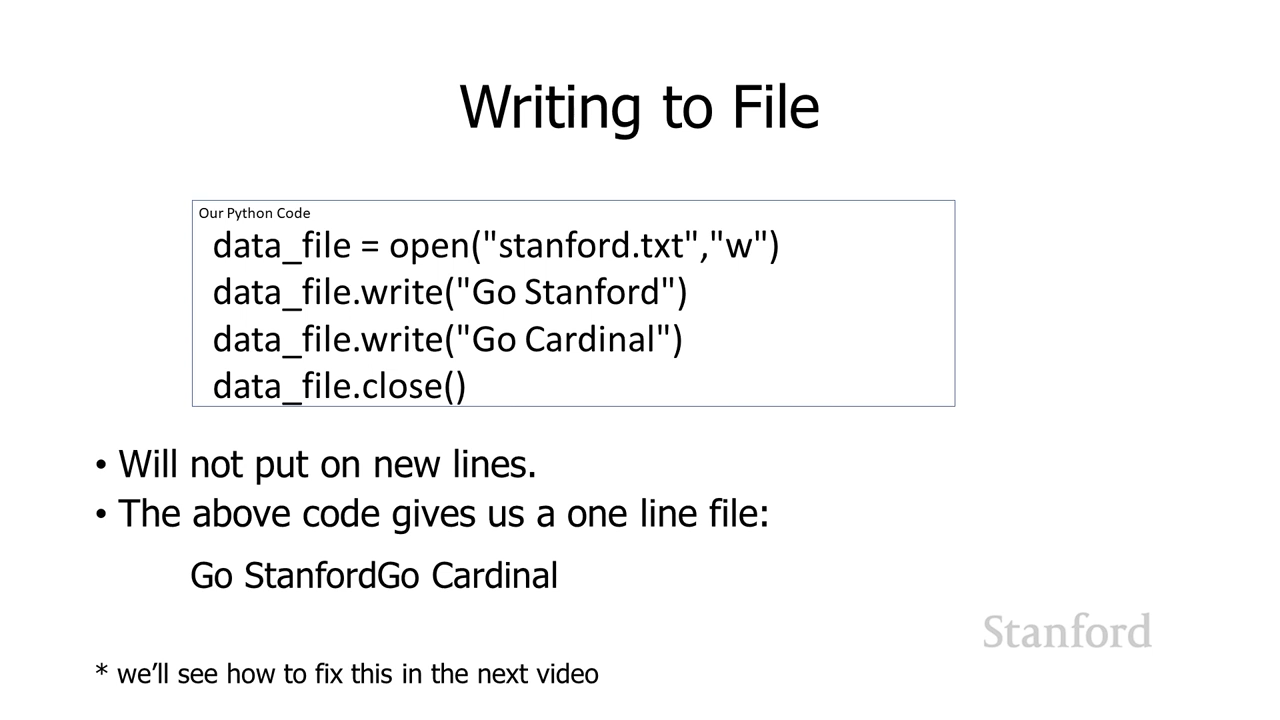 Writing to File
Our Python Code
data_file = open("stanford.txt","w")
data_file.write("Go Stanford")
data_file.write("Go Cardinal")
data_file.close()
• Will not put on new lines.
• The above code gives us a one line file:
Go StanfordGo Cardinal
Stanford
* we’ll see how to fix this in the next video